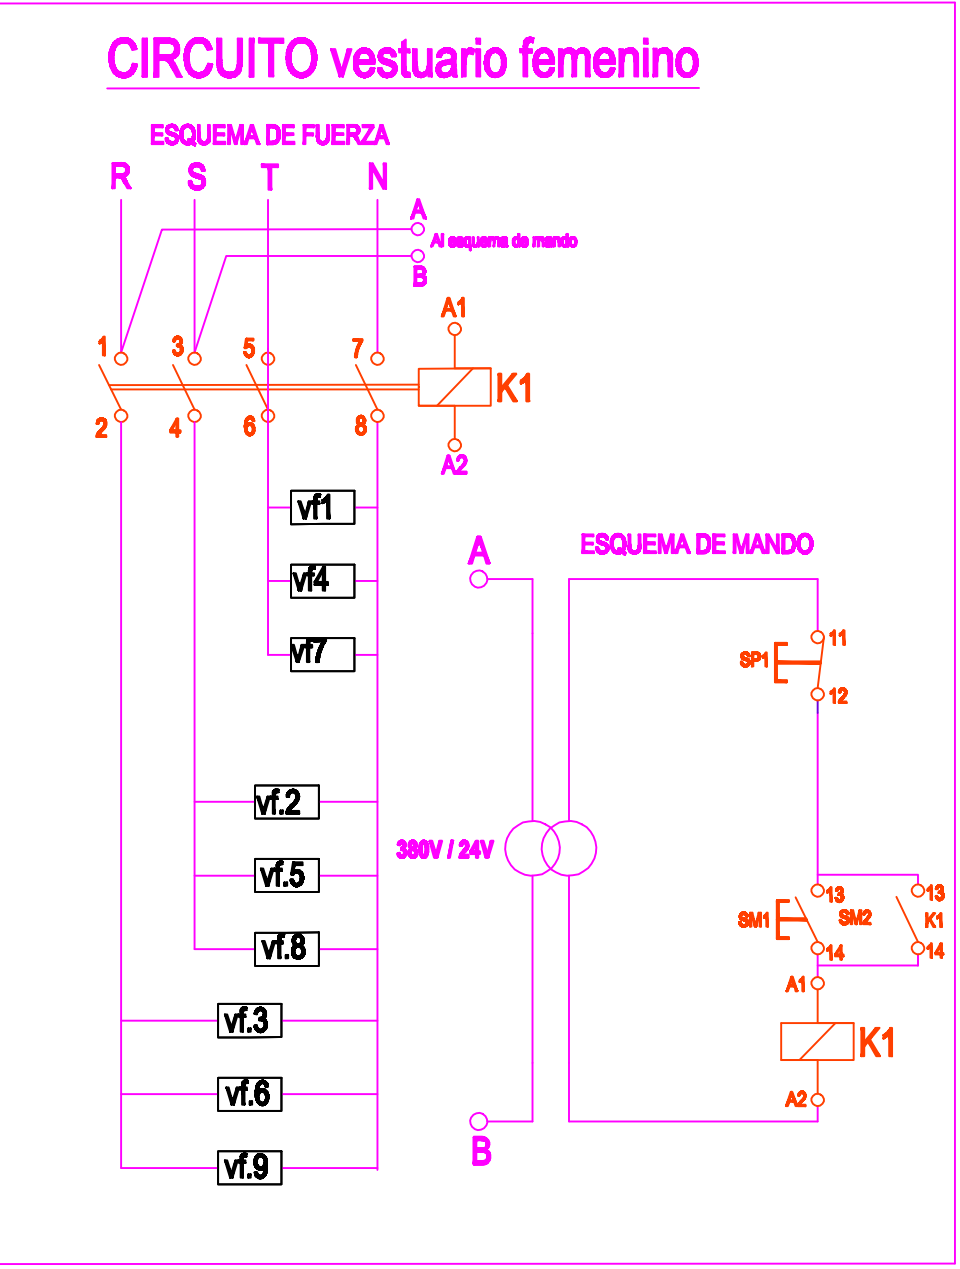 CIRCUITO vestuario femenino
ESQUEMA DE FUERZA
R S T N
A
Al esquema de mando
B
A1
1 3 5 7
K1
2 4 6 8
A2
vf1
A
ESQUEMA DE MANDO
vf4
11
vf7
SP1
12
vf.2
380V / 24V
vf.5
13 13
SM1 SM2 K1
vf.8
14 14
A1
vf.3
K1
vf.6
A2
B
vf.9